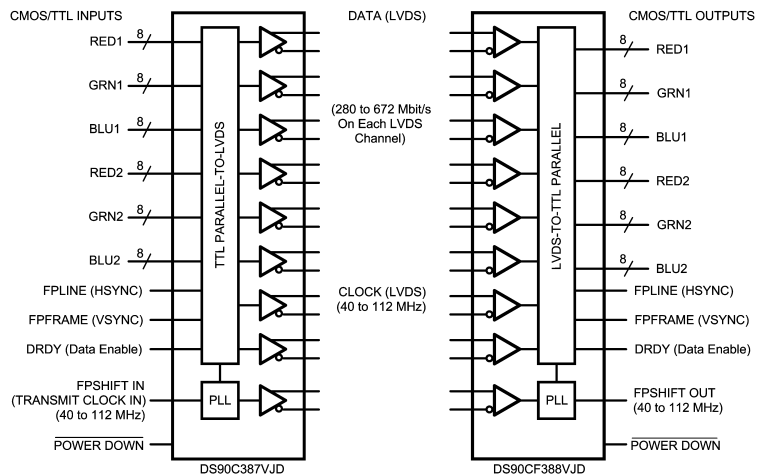 CMOS/TTL INPUTS
DATA (LVDS)
CMOS/TTL OUTPUTS
RED1
8
GRN1
8
BLU1
8
RED2
8
GRN2
8
BLU2
8
FPLINE (HSYNC)
FPFRAME (VSYNC)
DRDY (Data Enable)
FPSHIFT IN
(TRANSMIT CLOCK IN)
(40 to 112 MHz)
POWER DOWN
TTL PARALLEL-TO-LVDS
PLL
DS90C387VJD
(280 to 672 Mbit/s
On Each LVDS
Channel)
CLOCK (LVDS)
(40 to 112 MHz)
LVDS-TO-TTL PARALLEL
PLL
DS90CF388VJD
8
RED1
8
GRN1
8
BLU1
8
RED2
8
GRN2
8
BLU2
FPLINE (HSYNC)
FPFRAME (VSYNC)
DRDY (Data Enable)
FPSHIFT OUT
(40 to 112 MHz)
POWER DOWN